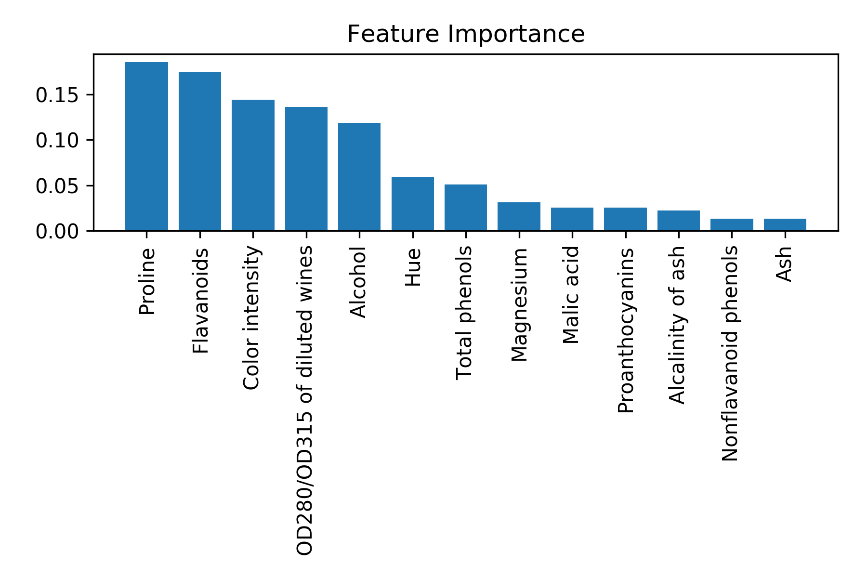 Feature Importance
0.15
0.10
0.05
0.00
Proline
Flavanoids
Color intensity
OD280/OD315 of diluted wines
Alcohol
Hue
Total phenols
Magnesium
Malic acid
Proanthocyanins
Alcalinity of ash
Nonflavanoid phenols
Ash